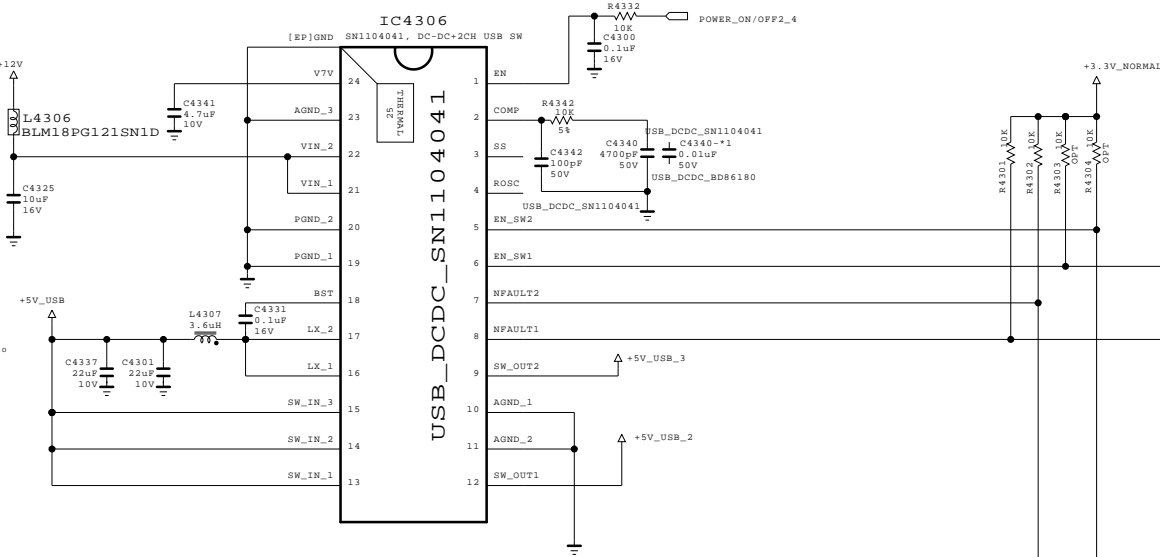 IC4306
SN1104041, DC-DC+2CH USB SW
[EP]GND
USB_DCDC_SN1104041
THERMAL
25
R4332
10K
POWER_ON/OFF2_4
C4300
0.1uF
16V
+12V
L4306
BLM18PG121SN1D
C4325
10uF
16V
C4341
4.7uF
10V
V7V
24
AGND_3
23
VIN_2
22
VIN_1
21
PGND_2
20
PGND_1
19
BST
18
LX_2
17
LX_1
16
SW_IN_3
15
SW_IN_2
14
SW_IN_1
13
+5V_USB
L4307
3.6uH
C4331
0.1uF
16V
C4337
22uF
10V
C4301
22uF
10V
1
EN
2
COMP
3
SS
4
ROSC
5
EN_SW2
6
EN_SW1
7
NFAULT2
8
NFAULT1
9
SW_OUT2
10
AGND_1
11
AGND_2
12
SW_OUT1
R4342
10K
5%
C4342
100pF
50V
USB_DCDC_SN1104041
C4340
4700pF
50V
C4340-*1
0.01uF
50V
USB_DCDC_BD86180
USB_DCDC_SN1104041
+5V_USB_3
+5V_USB_2
+3.3V_NORMAL
R4301 10K
R4302 10K
R4303 10K
OPT
R4304 10K
OPT